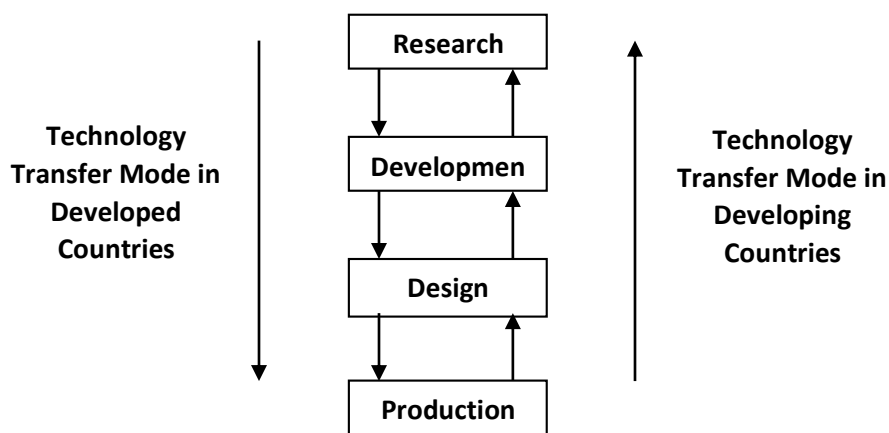 Research
Technology
Transfer Mode in
Developed
Countries
Developmen
Technology
Transfer Mode in
Developing
Countries
Design
Production